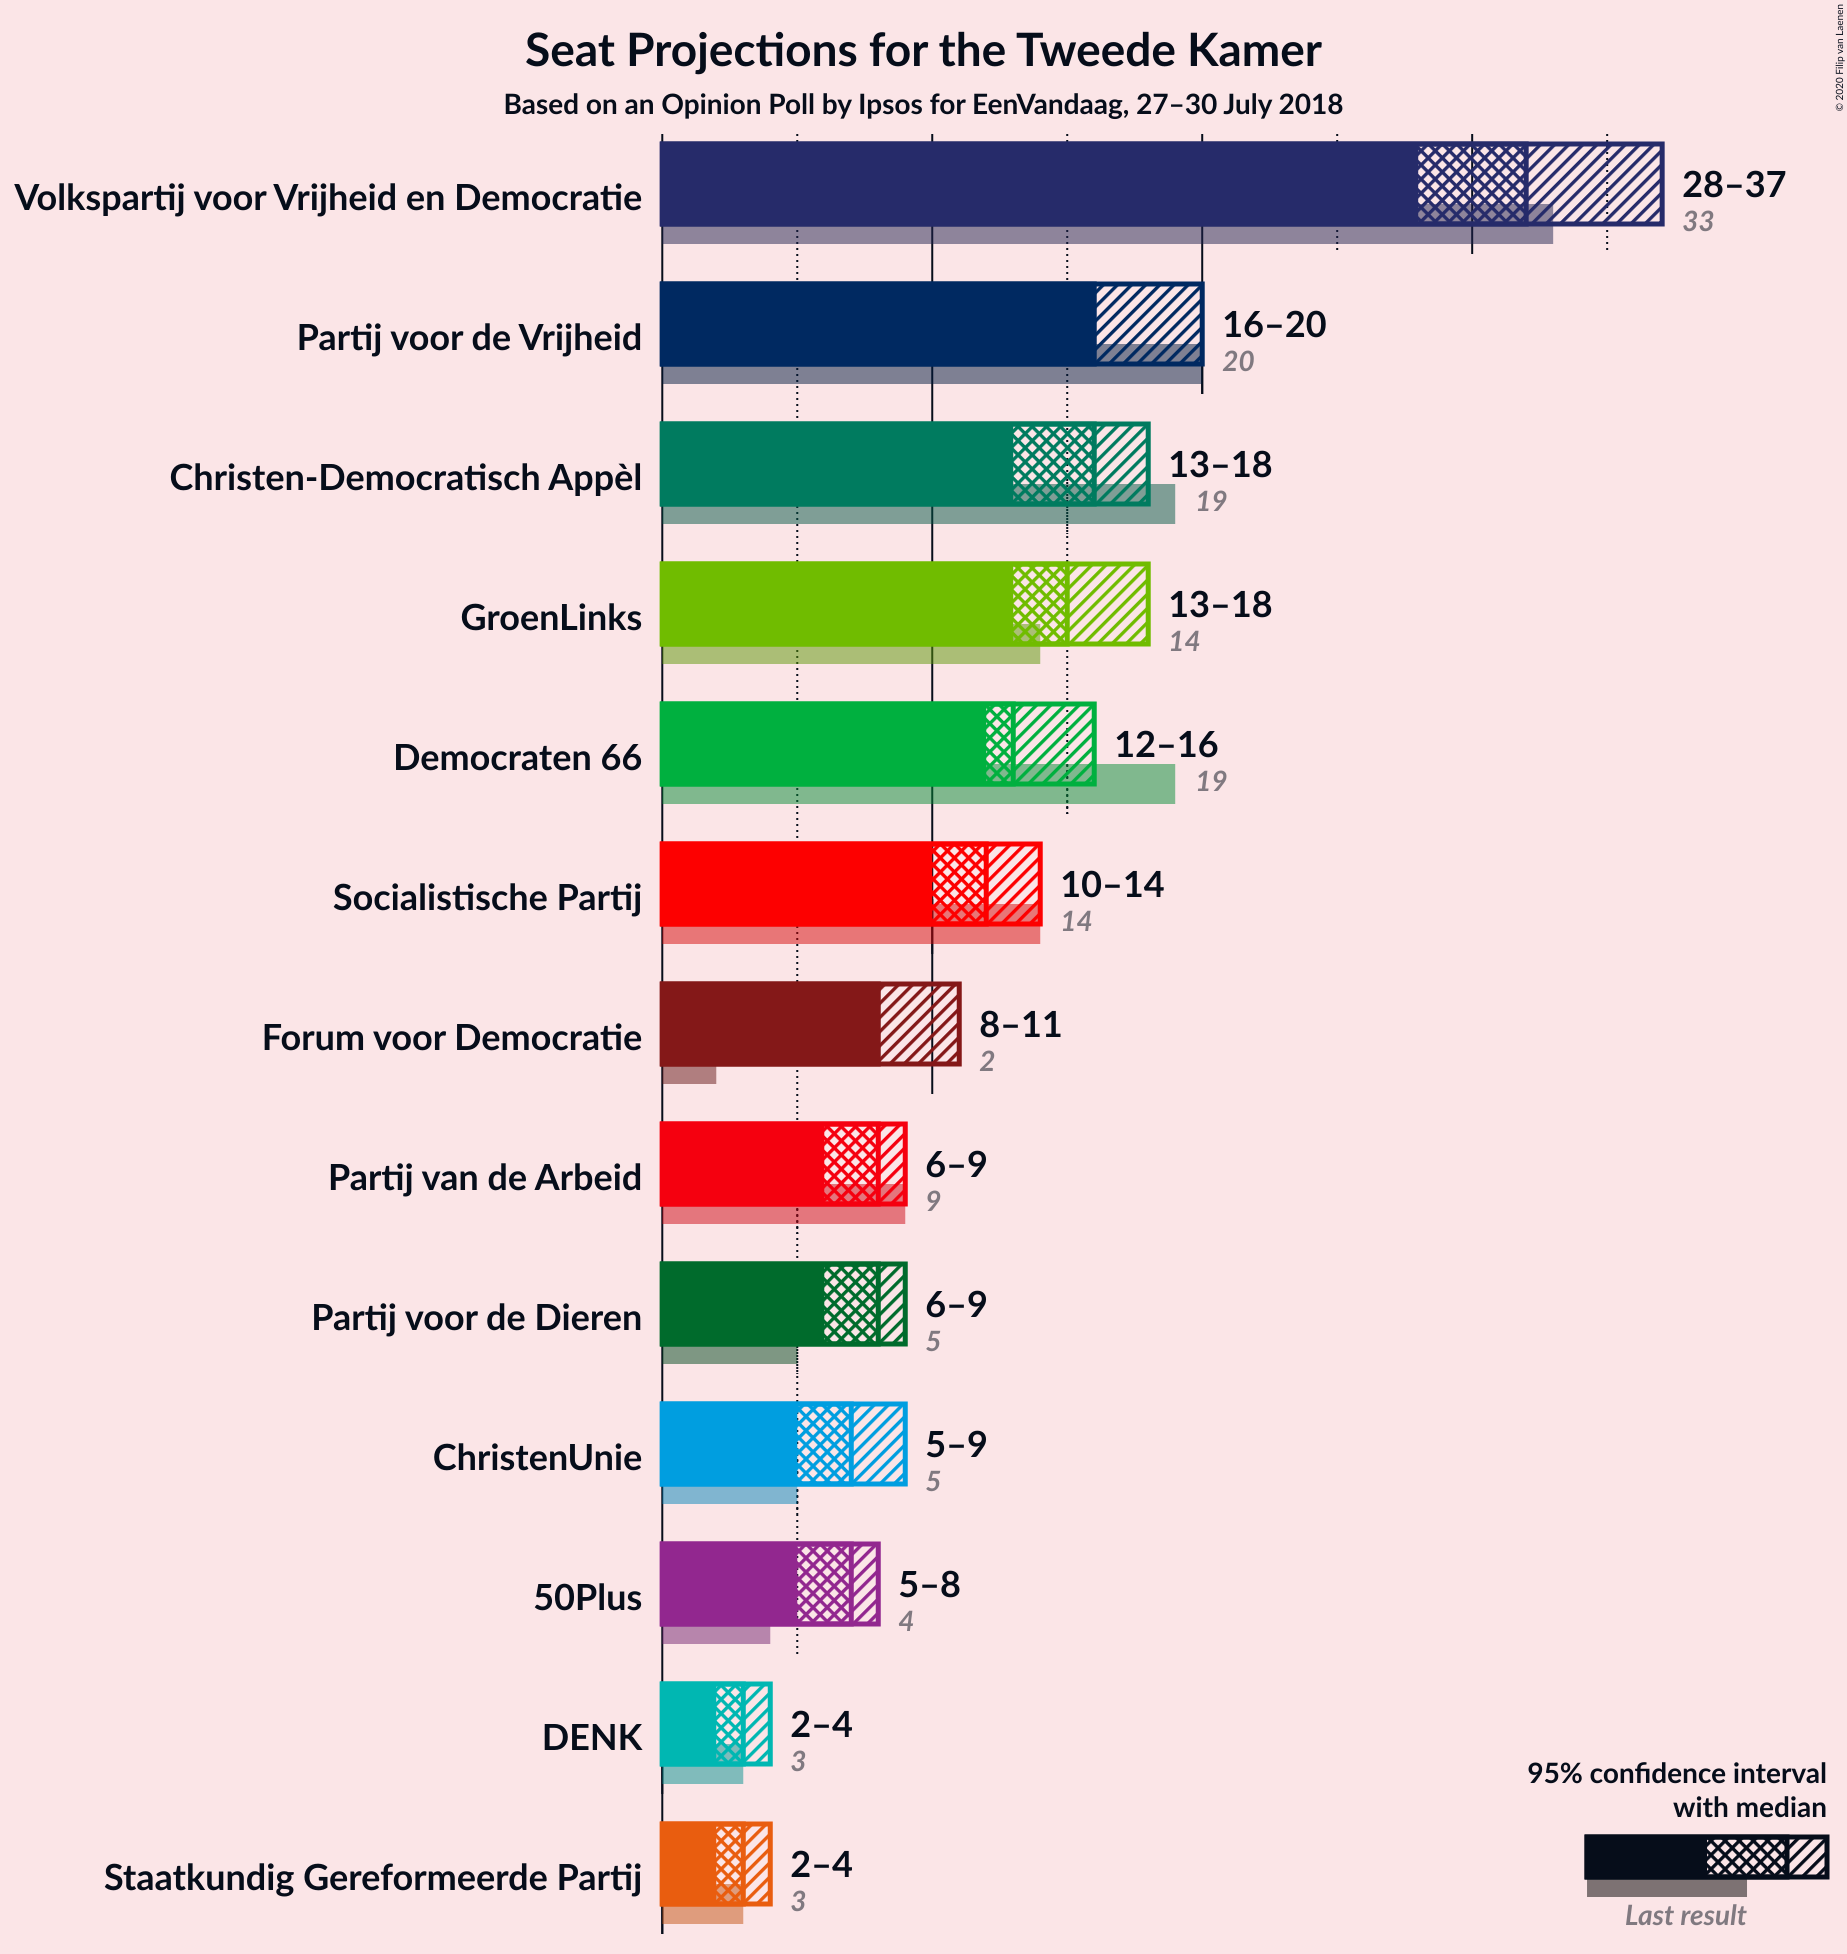 Seat Projections for the Tweede Kamer
Based on an Opinion Poll by Ipsos for EenVandaag, 27–30 July 2018
© 2020 Filip van Laenen
Volkspartij voor Vrijheid en Democratie
28–37
33
Partij voor de Vrijheid
16–20
20
Christen-Democratisch Appèl
13–18
19
GroenLinks
13–18
14
Democraten 66
12–16
19
Socialistische Partij
10–14
14
Forum voor Democratie
8–11
2
Partij van de Arbeid
6–9
9
Partij voor de Dieren
6–9
5
ChristenUnie
5–9
5
50Plus
5–8
4
DENK
2–4
3
Staatkundig Gereformeerde Partij
2–4
3
95% confidence interval
with median
Last result